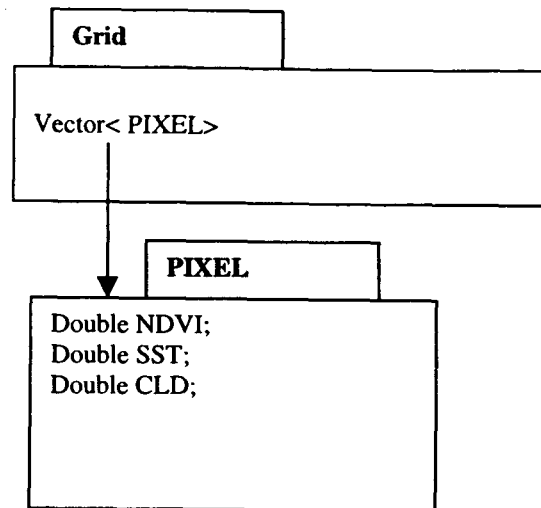 Grid
Vector< PIXEL>
PIXEL
Double NDVI;
Double SST;
Double CLD;